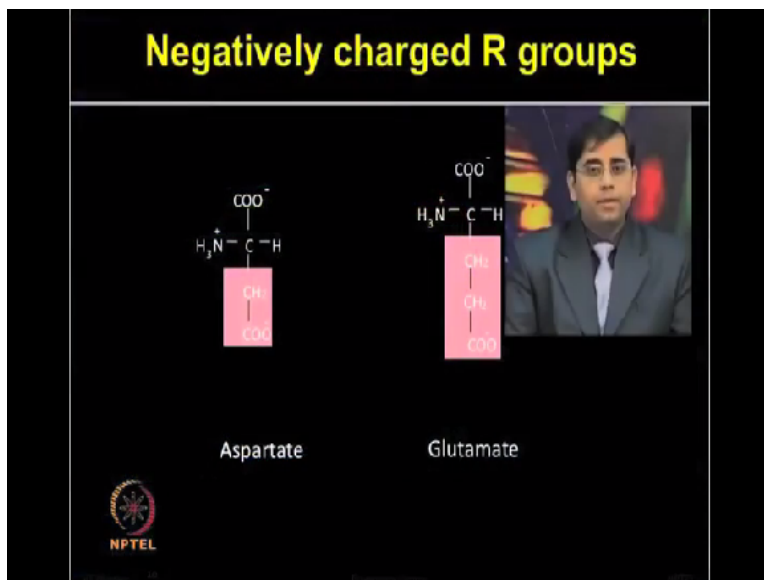 Negatively charged R groups
COO⁻
H₃N⁺ — C — H
CH₂
COO⁻
Aspartate
COO⁻
H₃N⁺ — C — H
CH₂
CH₂
COO⁻
Glutamate
NPTEL